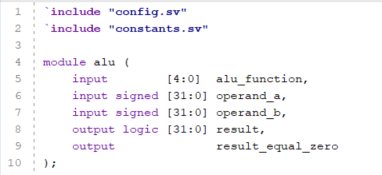 1 `include "config.sv"
2 `include "constants.sv"
3
4 module alu (
5 input [4:0] alu_function,
6 input signed [31:0] operand_a,
7 input signed [31:0] operand_b,
8 output logic [31:0] result,
9 output result_equal_zero
10 );